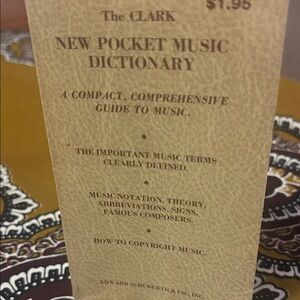 $1.95
The CLARK
NEW POCKET MUSIC
DICTIONARY
A COMPACT, COMPREHENSIVE
GUIDE TO MUSIC.
•
THE IMPORTANT MUSIC TERMS
CLEARLY DEFINED.
•
MUSIC NOTATION, THEORY,
ABBREVIATIONS, SIGNS,
FAMOUS COMPOSERS.
•
HOW TO COPYRIGHT MUSIC.
EDWARD SCHUBERTH & CO., INC.